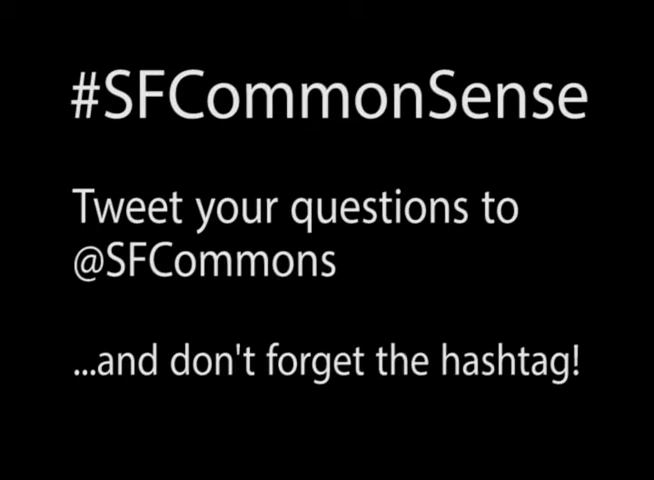 #SFCommonSense
Tweet your questions to
@SFCommons
...and don't forget the hashtag!